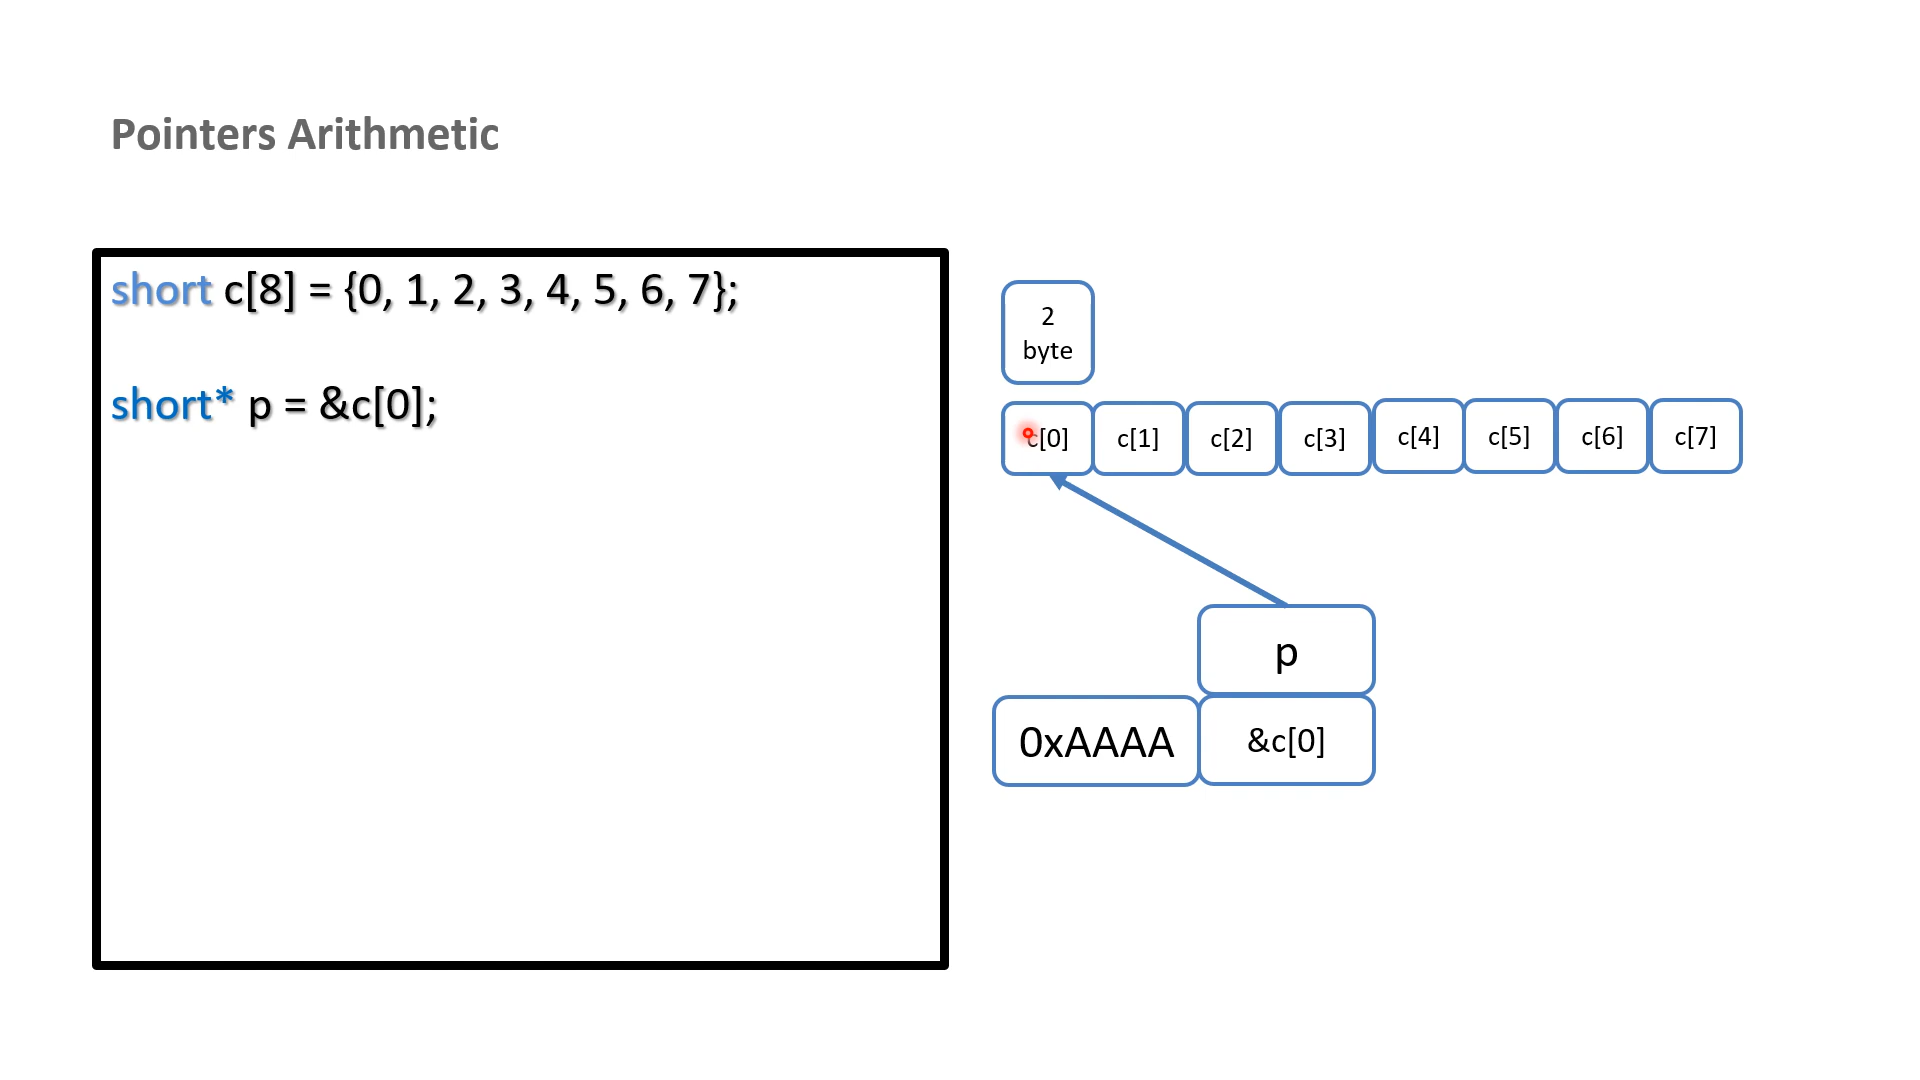 Pointers Arithmetic
short c[8] = {0, 1, 2, 3, 4, 5, 6, 7};
short* p = &c[0];
2
byte
c[0] c[1] c[2] c[3] c[4] c[5] c[6] c[7]
p
0xAAAA &c[0]